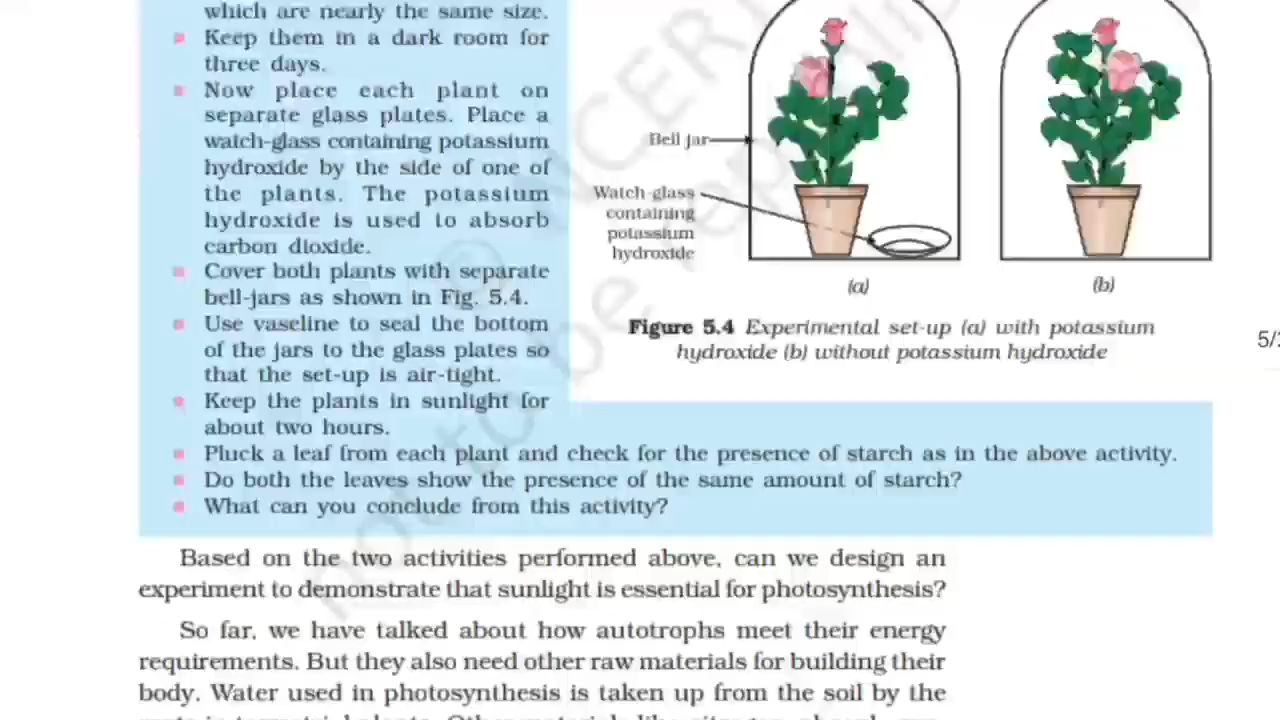 which are nearly the same size.
Keep them in a dark room for
three days.
Now place each plant on
separate glass plates. Place a
watch-glass containing potassium
hydroxide by the side of one of
the plants. The potassium
hydroxide is used to absorb
carbon dioxide.
Cover both plants with separate
bell-jars as shown in Fig. 5.4.
Use vaseline to seal the bottom
of the jars to the glass plates so
that the set-up is air-tight.
Keep the plants in sunlight for
about two hours.
Pluck a leaf from each plant and check for the presence of starch as in the above activity.
Do both the leaves show the presence of the same amount of starch?
What can you conclude from this activity?
Bell jar
Watch-glass
containing
potassium
hydroxide
(a)
(b)
Figure 5.4 Experimental set-up (a) with potassium
hydroxide (b) without potassium hydroxide
5/
Based on the two activities performed above, can we design an
experiment to demonstrate that sunlight is essential for photosynthesis?
So far, we have talked about how autotrophs meet their energy
requirements. But they also need other raw materials for building their
body. Water used in photosynthesis is taken up from the soil by the
© NCERT
not to be republished